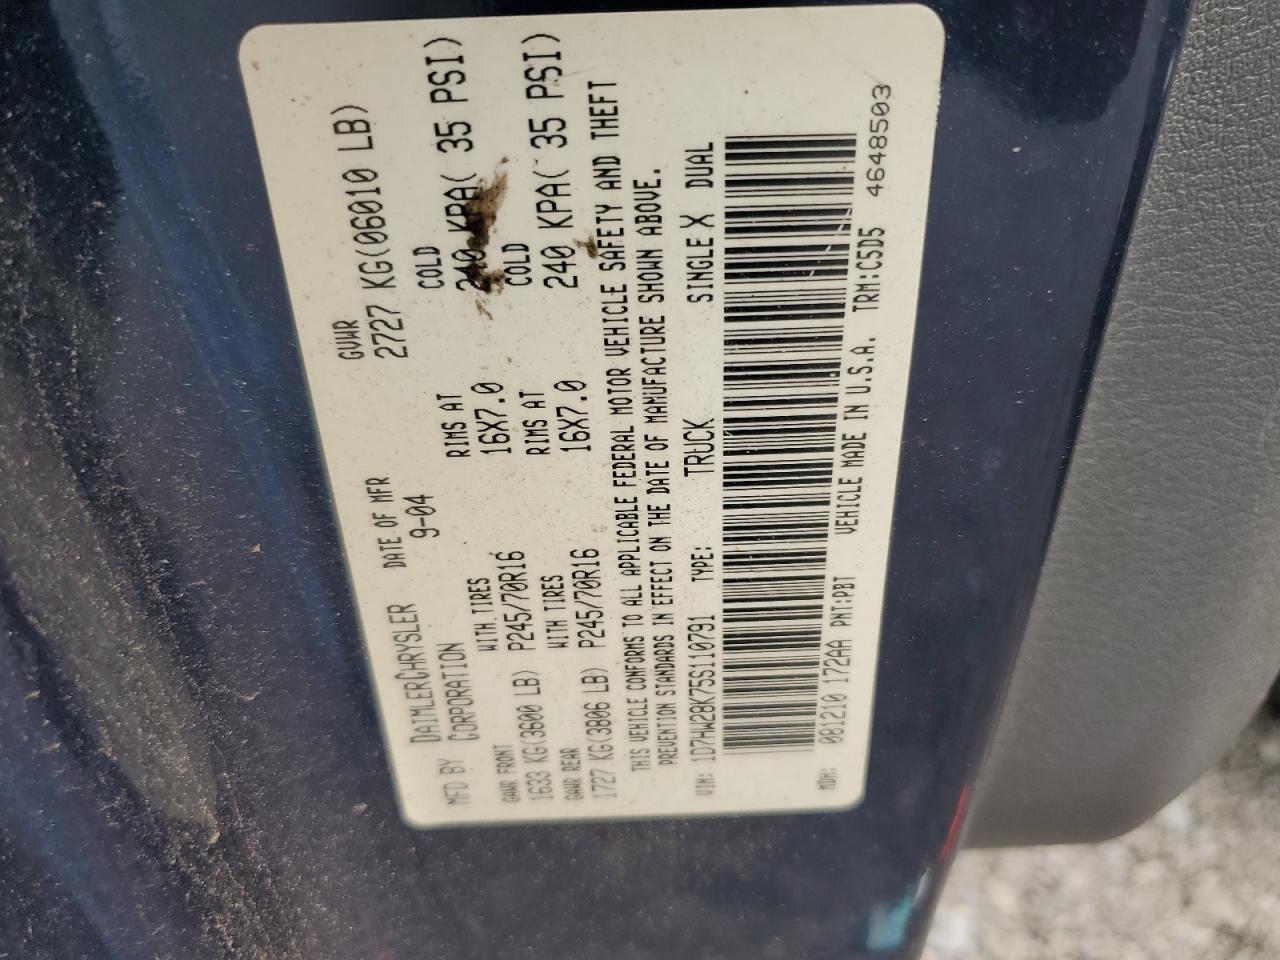 MFD BY DAIMLERCHRYSLER CORPORATION
DATE OF MFR 9-04
GVWR 2727 KG(06010 LB)
GAWR FRONT WITH TIRES RIMS AT COLD
1633 KG(3600 LB) P245/70R16 16X7.0 240 KPA( 35 PSI)
GAWR REAR WITH TIRES RIMS AT COLD
1727 KG(3806 LB) P245/70R16 16X7.0 240 KPA( 35 PSI)
THIS VEHICLE CONFORMS TO ALL APPLICABLE FEDERAL MOTOR VEHICLE SAFETY AND THEFT
PREVENTION STANDARDS IN EFFECT ON THE DATE OF MANUFACTURE SHOWN ABOVE.
VIN: 1D7HW28K75S110791 TYPE: TRUCK SINGLE X DUAL
MDH: 081210 172AA PNT:PBT VEHICLE MADE IN U.S.A. TRM:C5D5 4648503